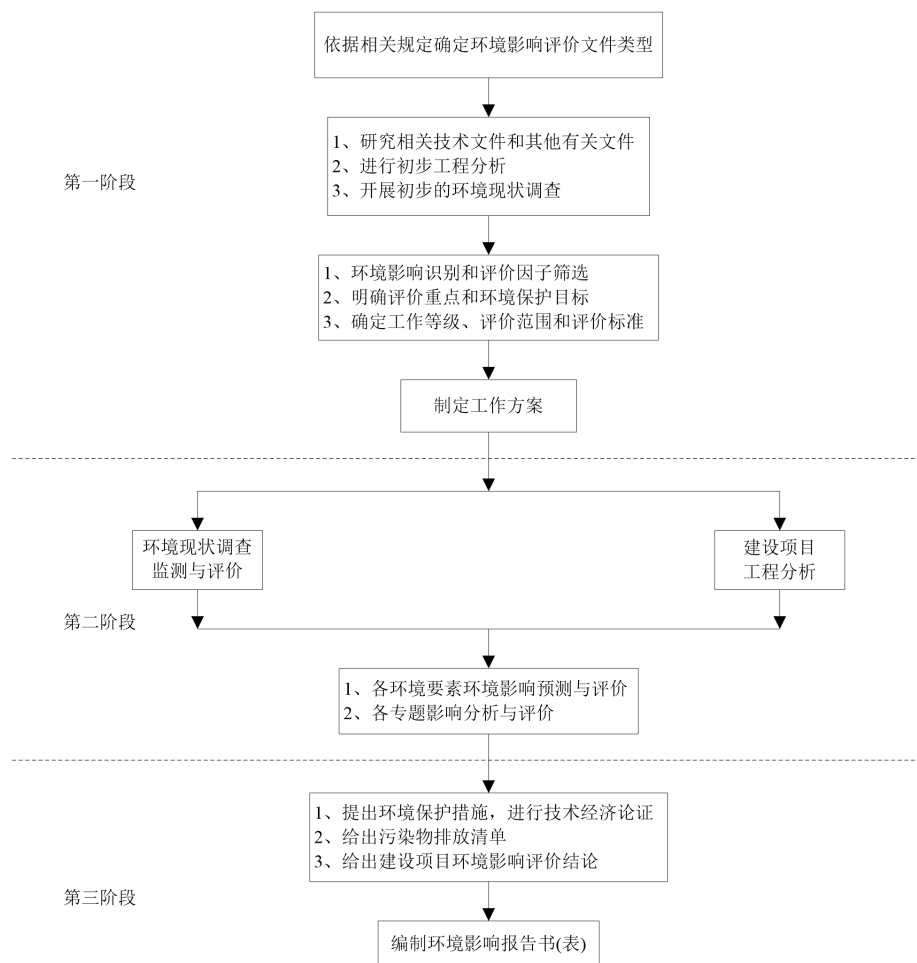 依据相关规定确定环境影响评价文件类型
1、研究相关技术文件和其他有关文件
2、进行初步工程分析
3、开展初步的环境现状调查
第一阶段
1、环境影响识别和评价因子筛选
2、明确评价重点和环境保护目标
3、确定工作等级、评价范围和评价标准
制定工作方案
环境现状调查
监测与评价
建设项目
工程分析
第二阶段
1、各环境要素环境影响预测与评价
2、各专题影响分析与评价
1、提出环境保护措施，进行技术经济论证
2、给出污染物排放清单
3、给出建设项目环境影响评价结论
第三阶段
编制环境影响报告书(表)